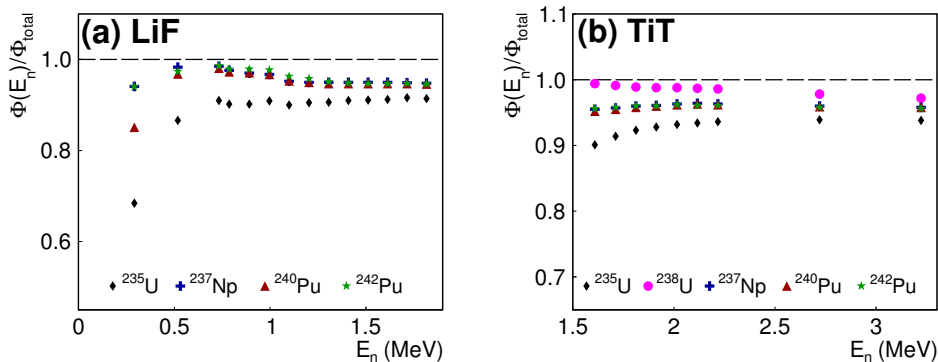 (a) LiF
Φ(Eₙ)/Φ_total
1.0
0.8
0.6
²³⁵U ²³⁷Np ²⁴⁰Pu ²⁴²Pu
0 0.5 1 1.5
Eₙ (MeV)
(b) TiT
Φ(Eₙ)/Φ_total
1.1
1.0
0.9
0.8
0.7
²³⁵U ²³⁸U ²³⁷Np ²⁴⁰Pu ²⁴²Pu
1.5 2 2.5 3
Eₙ (MeV)